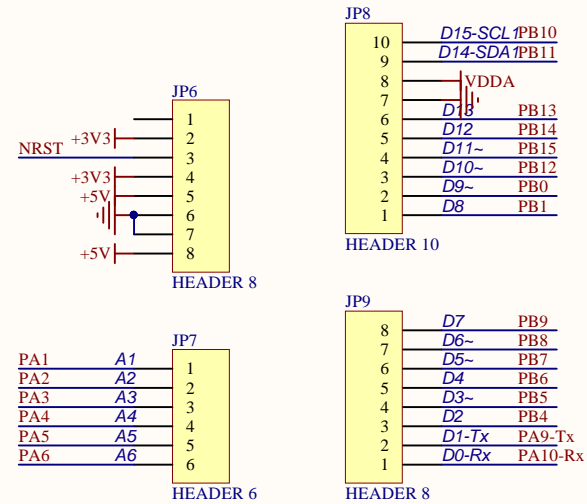 JP6
1
+3V3 2
NRST 3
+3V3 4
+5V 5
6
7
+5V 8
HEADER 8
JP8
10 D15-SCL1 PB10
9 D14-SDA1 PB11
8 VDDA
7
6 D13 PB13
5 D12 PB14
4 D11~ PB15
3 D10~ PB12
2 D9~ PB0
1 D8 PB1
HEADER 10
JP7
PA1 A1 1
PA2 A2 2
PA3 A3 3
PA4 A4 4
PA5 A5 5
PA6 A6 6
HEADER 6
JP9
8 D7 PB9
7 D6~ PB8
6 D5~ PB7
5 D4 PB6
4 D3~ PB5
3 D2 PB4
2 D1-Tx PA9-Tx
1 D0-Rx PA10-Rx
HEADER 8